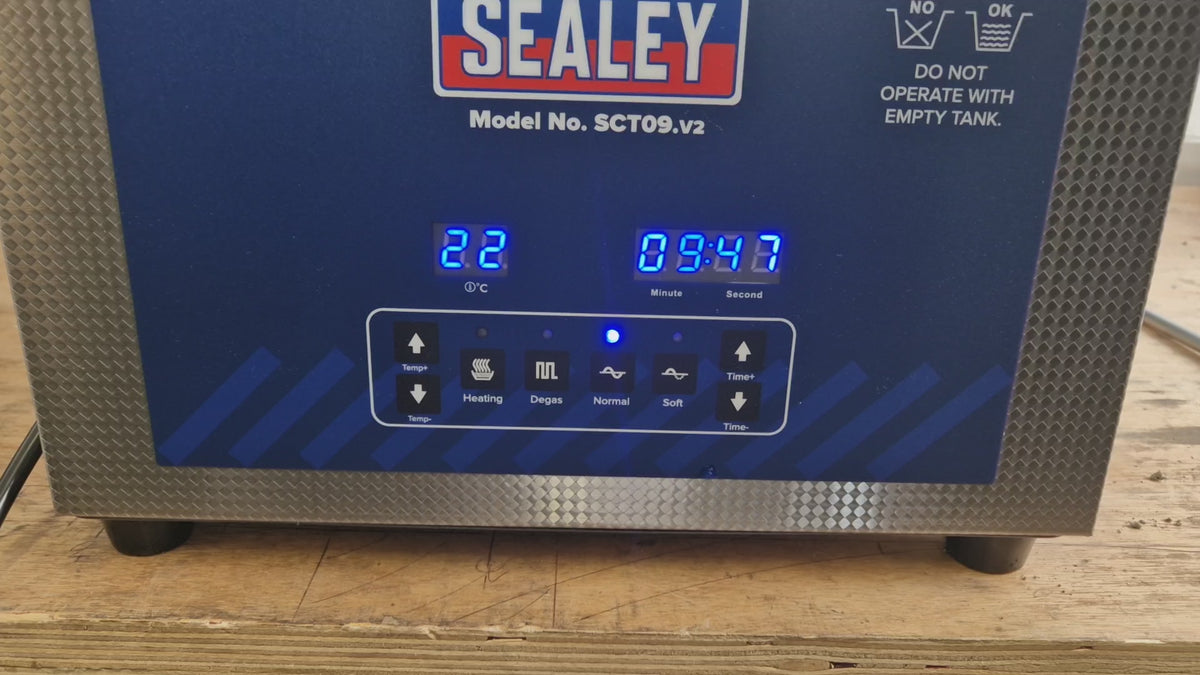 SEALEY
Model No. SCT09.V2
NO OK
DO NOT
OPERATE WITH
EMPTY TANK.
22 09:47
°C Minute Second
Temp+ Time+
Heating Degas Normal Soft
Temp- Time-